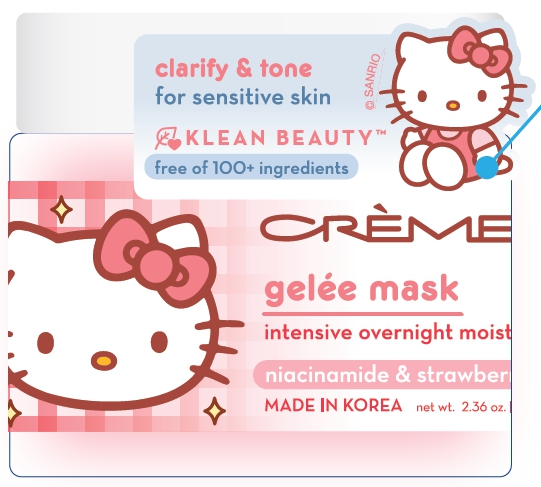 clarify & tone
for sensitive skin
© SANRIO
KLEAN BEAUTY™
free of 100+ ingredients
CRÈME
gelée mask
intensive overnight moist
niacinamide & strawber
MADE IN KOREA net wt. 2.36 oz.